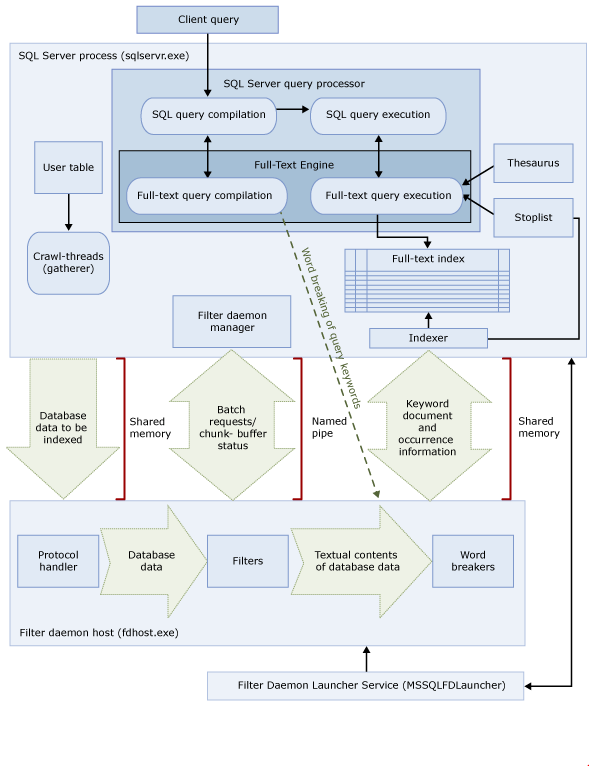 Client query
SQL Server process (sqlservr.exe)
SQL Server query processor
SQL query compilation
SQL query execution
Full-Text Engine
User table
Thesaurus
Full-text query compilation
Full-text query execution
Stoplist
Crawl-threads
(gatherer)
Full-text index
Filter daemon
manager
Indexer
Word breaking of query keywords
Database
data to be
indexed
Shared
memory
Batch
requests/
chunk- buffer
status
Named
pipe
Keyword
document
and
occurrence
information
Shared
memory
Protocol
handler
Database
data
Filters
Textual contents
of database data
Word
breakers
Filter daemon host (fdhost.exe)
Filter Daemon Launcher Service (MSSQLFDLauncher)